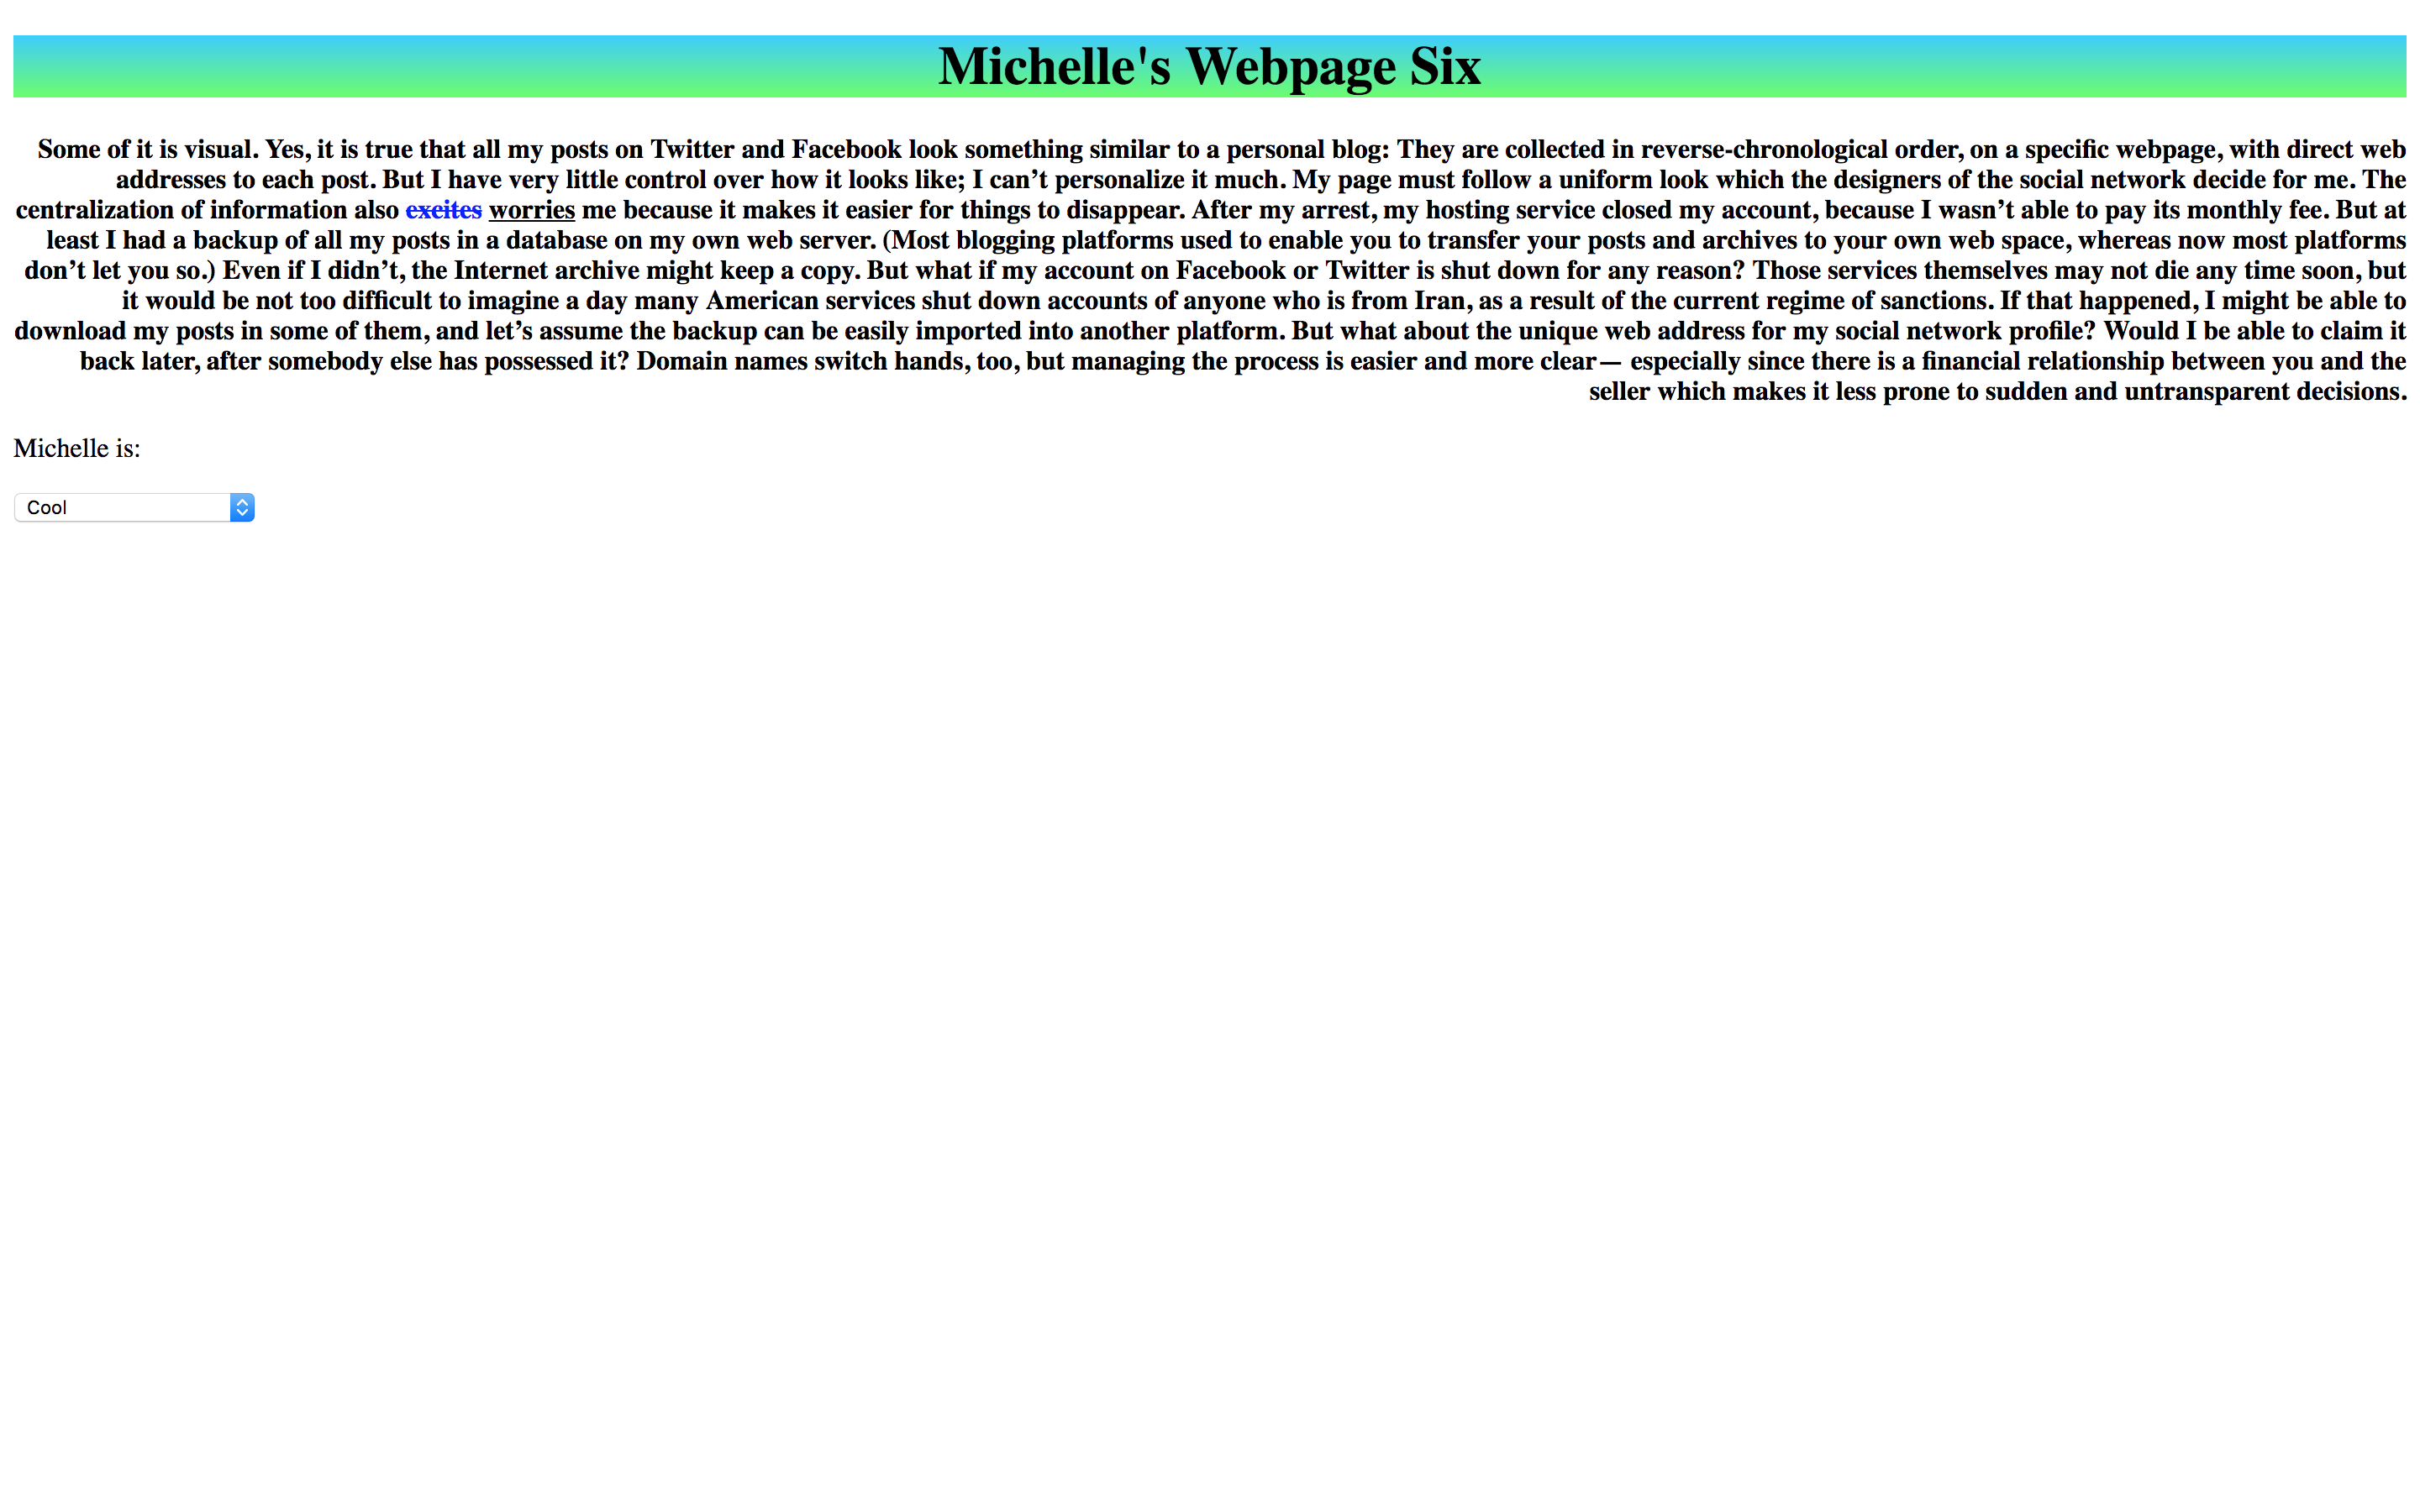 Michelle's Webpage Six
Some of it is visual. Yes, it is true that all my posts on Twitter and Facebook look something similar to a personal blog: They are collected in reverse-chronological order, on a specific webpage, with direct web
addresses to each post. But I have very little control over how it looks like; I can’t personalize it much. My page must follow a uniform look which the designers of the social network decide for me. The
centralization of information also excites worries me because it makes it easier for things to disappear. After my arrest, my hosting service closed my account, because I wasn’t able to pay its monthly fee. But at
least I had a backup of all my posts in a database on my own web server. (Most blogging platforms used to enable you to transfer your posts and archives to your own web space, whereas now most platforms
don’t let you so.) Even if I didn’t, the Internet archive might keep a copy. But what if my account on Facebook or Twitter is shut down for any reason? Those services themselves may not die any time soon, but
it would be not too difficult to imagine a day many American services shut down accounts of anyone who is from Iran, as a result of the current regime of sanctions. If that happened, I might be able to
download my posts in some of them, and let’s assume the backup can be easily imported into another platform. But what about the unique web address for my social network profile? Would I be able to claim it
back later, after somebody else has possessed it? Domain names switch hands, too, but managing the process is easier and more clear— especially since there is a financial relationship between you and the
seller which makes it less prone to sudden and untransparent decisions.
Michelle is:
Cool